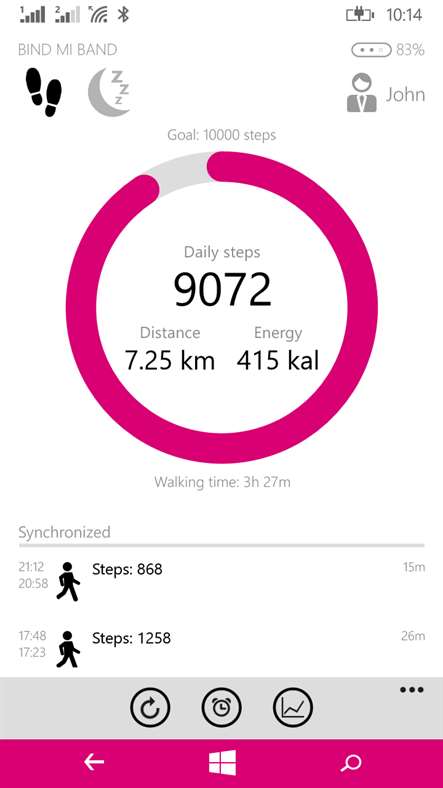 1 2 10:14
BIND MI BAND 83%
z z z
John
Goal: 10000 steps
Daily steps
9072
Distance Energy
7.25 km 415 kal
Walking time: 3h 27m
Synchronized
21:12 Steps: 868 15m
20:58
17:48 Steps: 1258 26m
17:23